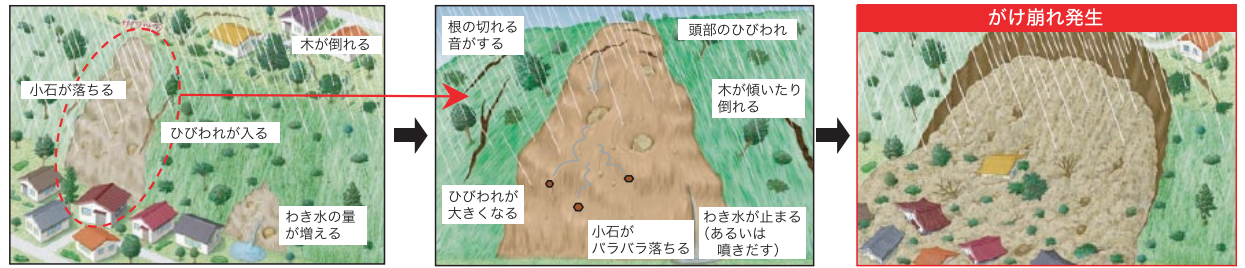 木が倒れる
小石が落ちる
ひびわれが入る
わき水の量
が増える
根の切れる
音がする
頭部のひびわれ
木が傾いたり
倒れる
ひびわれが
大きくなる
小石が
バラバラ落ちる
わき水が止まる
(あるいは
噴きだす)
がけ崩れ発生